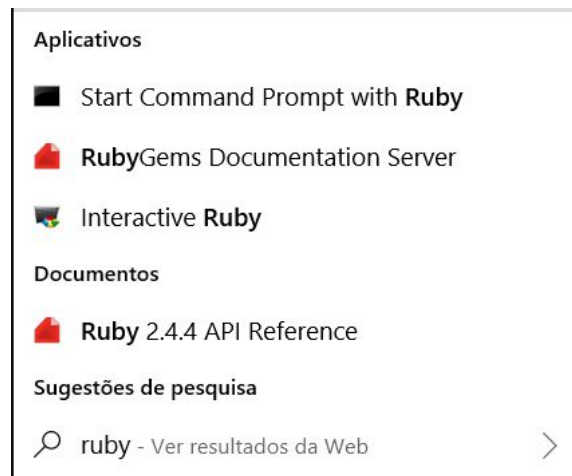 Aplicativos
Start Command Prompt with Ruby
RubyGems Documentation Server
Interactive Ruby
Documentos
Ruby 2.4.4 API Reference
Sugestões de pesquisa
ruby - Ver resultados da Web